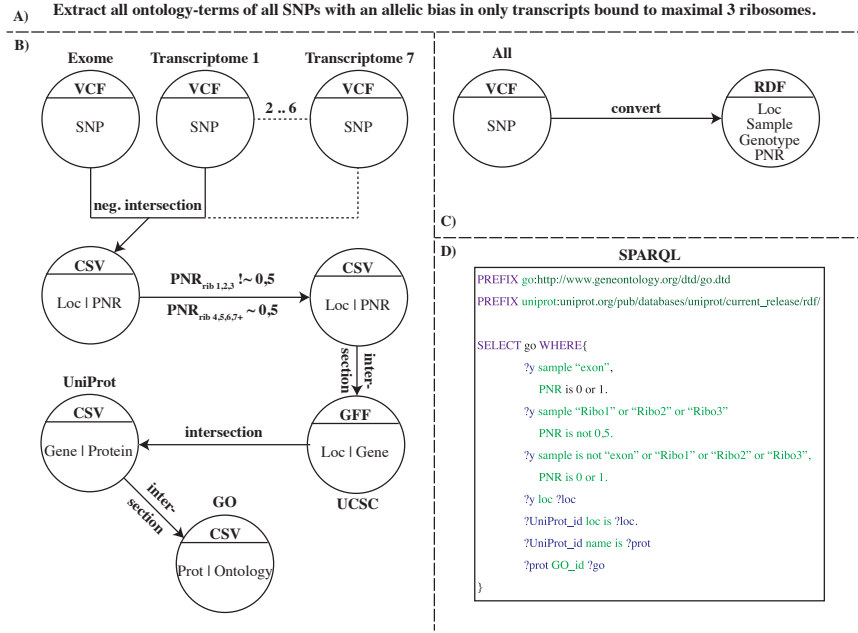 A) Extract all ontology-terms of all SNPs with an allelic bias in only transcripts bound to maximal 3 ribosomes.
B)
Exome
VCF
SNP
Transcriptome 1
VCF
SNP
2 .. 6
Transcriptome 7
VCF
SNP
neg. intersection
CSV
Loc | PNR
PNR rib 1,2,3 !~ 0,5
PNR rib 4,5,6,7+ ~ 0,5
CSV
Loc | PNR
inter-
section
GFF
Loc | Gene
UCSC
intersection
UniProt
CSV
Gene | Protein
inter-
section
GO
CSV
Prot | Ontology
All
VCF
SNP
convert
RDF
Loc
Sample
Genotype
PNR
C)
D)
SPARQL
PREFIX go:http://www.geneontology.org/dtd/go.dtd
PREFIX uniprot:uniprot.org/pub/databases/uniprot/current_release/rdf/
SELECT go WHERE{
?y sample “exon”,
PNR is 0 or 1.
?y sample “Ribo1” or “Ribo2” or “Ribo3”
PNR is not 0,5.
?y sample is not “exon” or “Ribo1” or “Ribo2” or “Ribo3”,
PNR is 0 or 1.
?y loc ?loc
?UniProt_id loc is ?loc.
?UniProt_id name is ?prot
?prot GO_id ?go
}